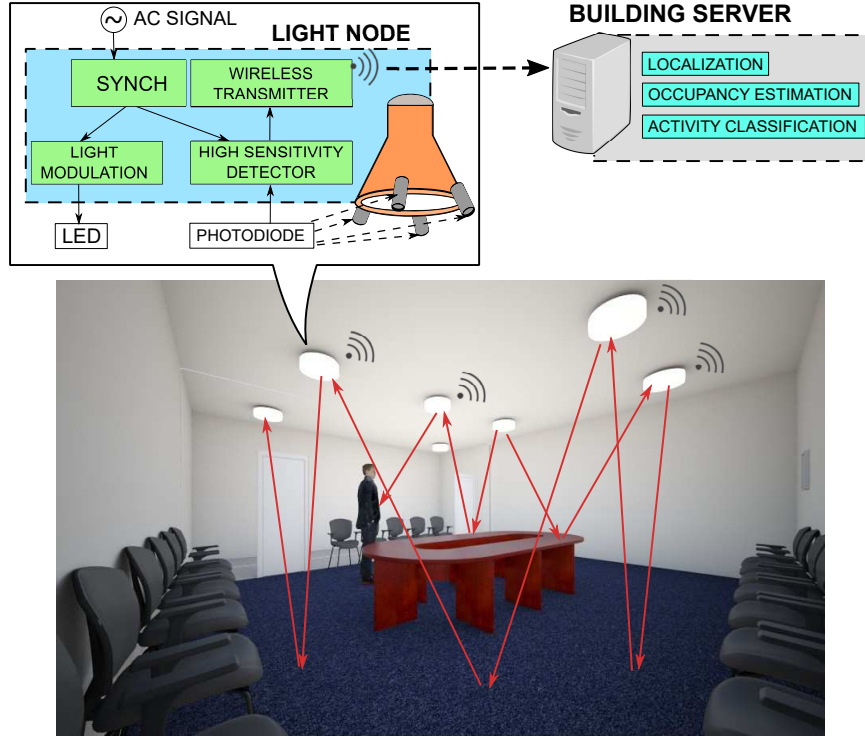 AC SIGNAL
LIGHT NODE
SYNCH
WIRELESS
TRANSMITTER
LIGHT
MODULATION
HIGH SENSITIVITY
DETECTOR
LED
PHOTODIODE
BUILDING SERVER
LOCALIZATION
OCCUPANCY ESTIMATION
ACTIVITY CLASSIFICATION